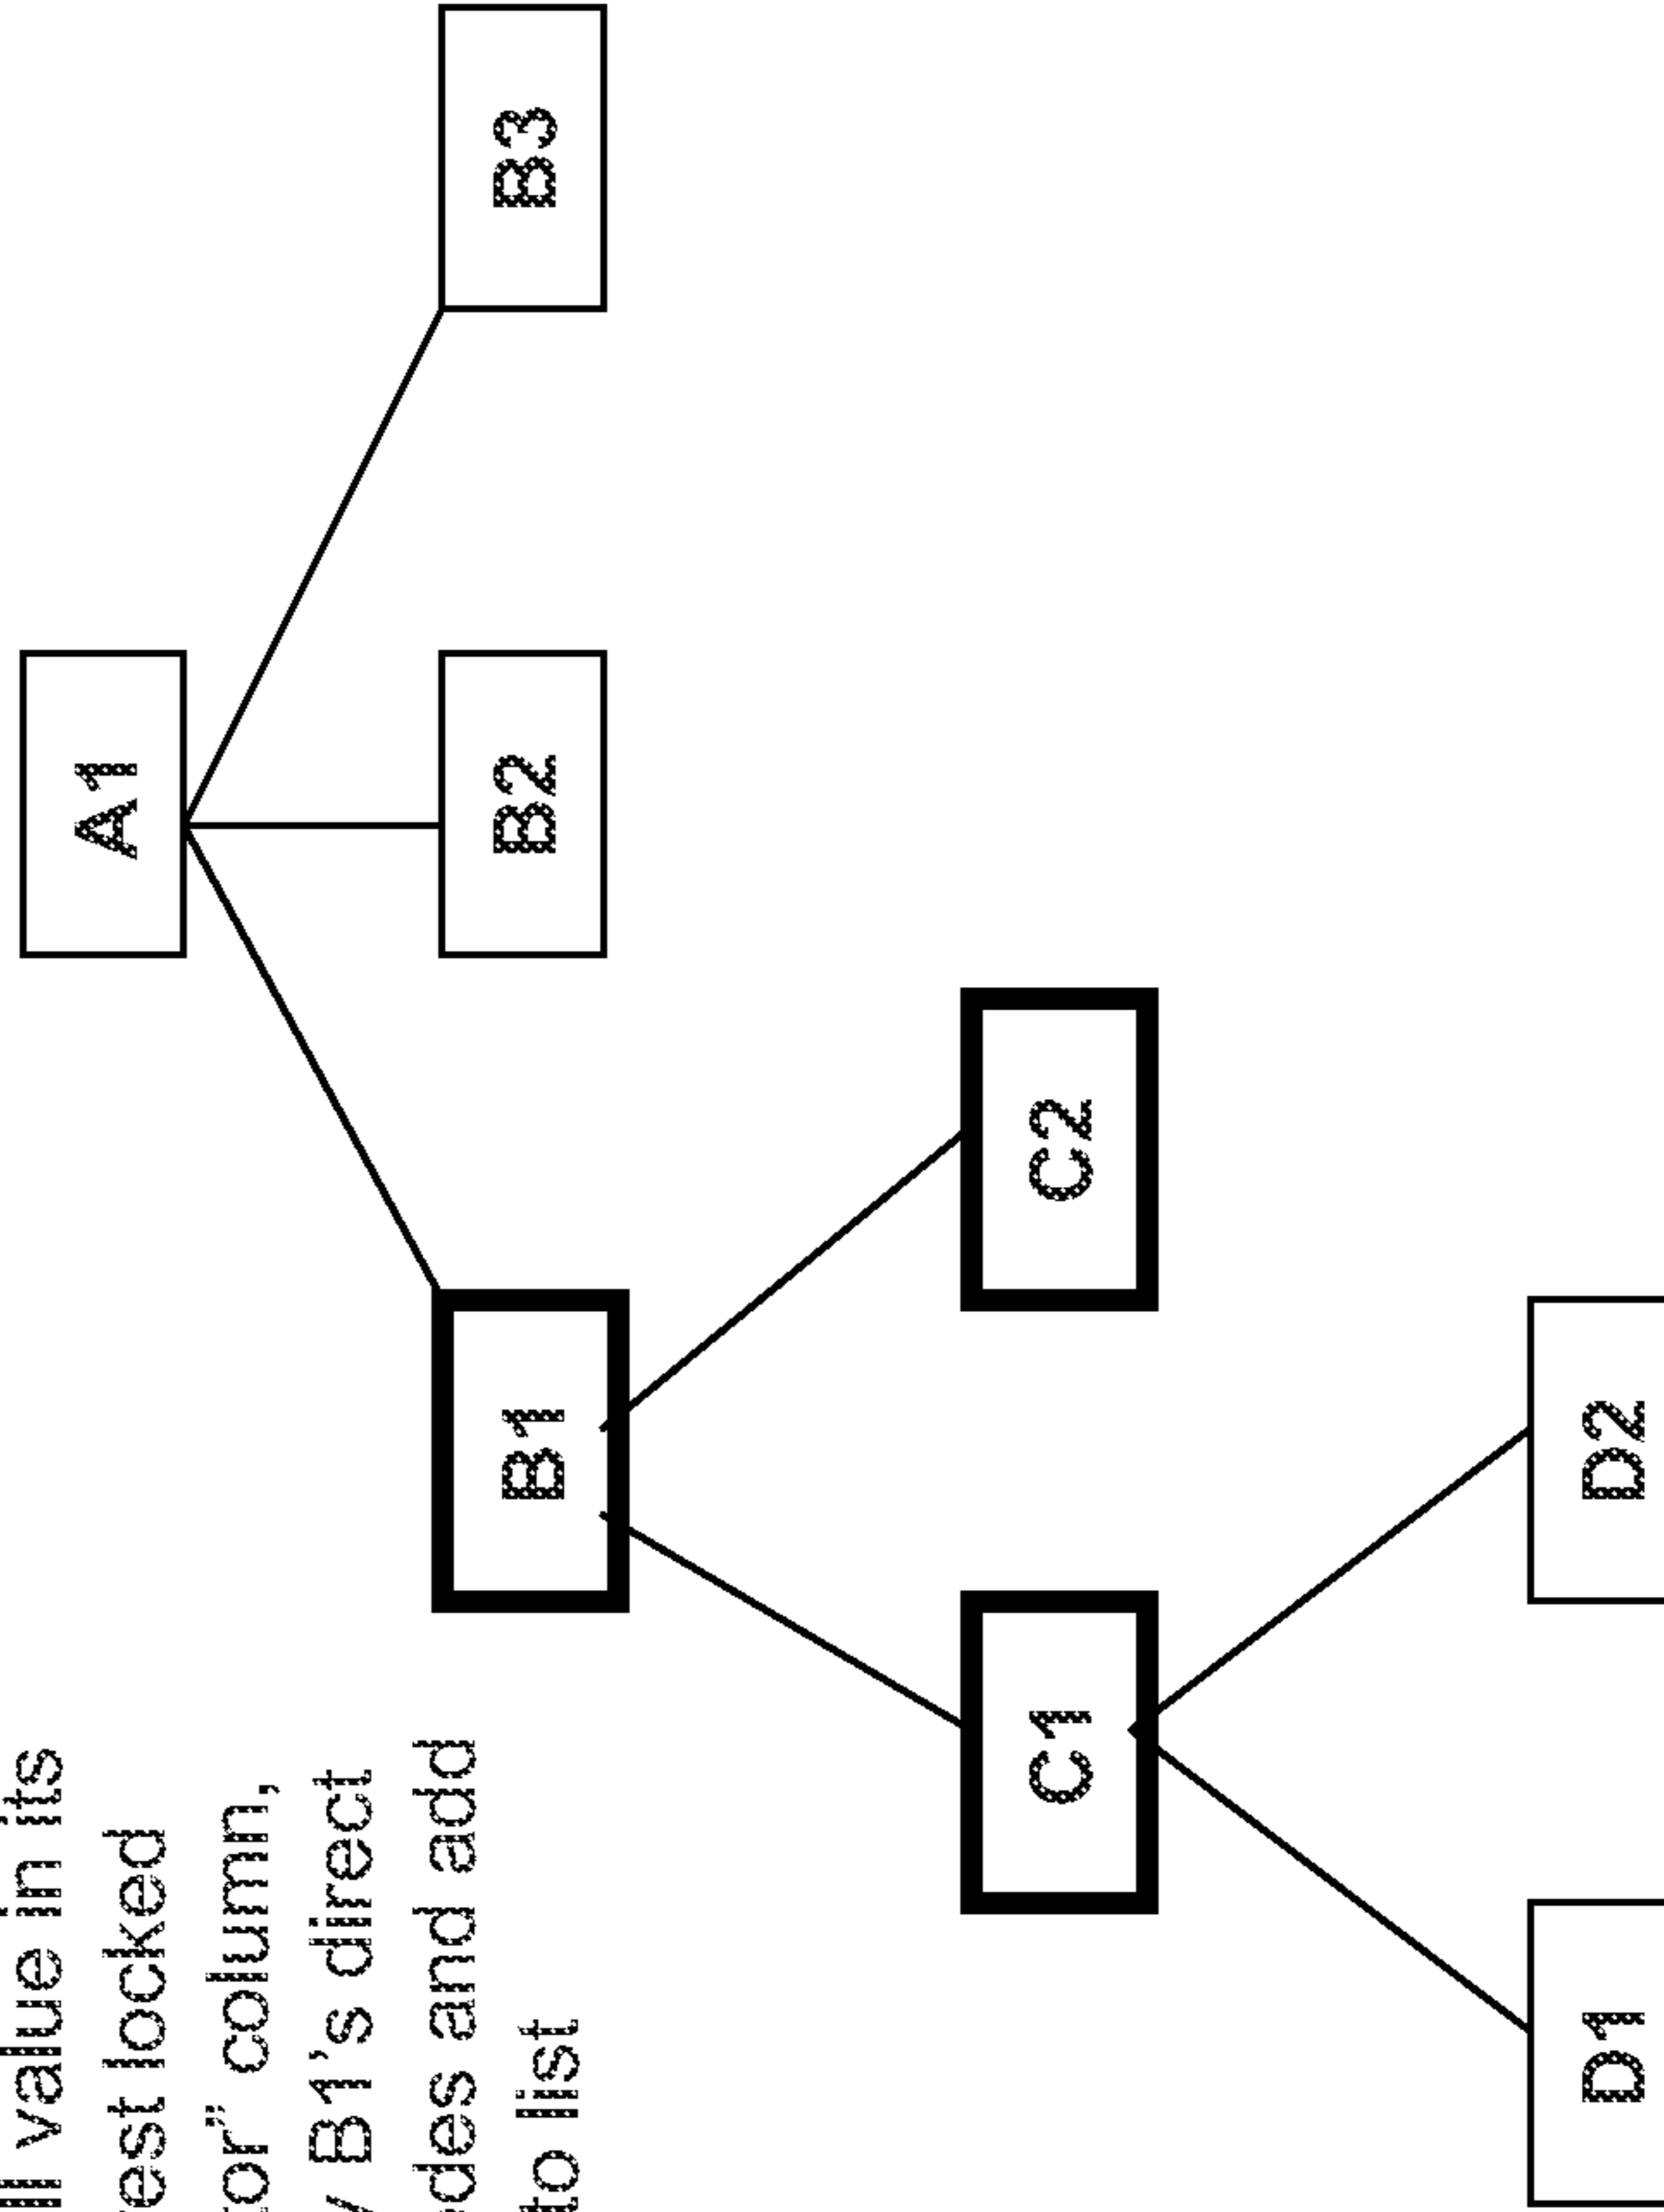 ll value in its
est locked
or” column,
y B1’s direct
des and add
to list
A1
B1
B2
B3
C1
C2
D1
D2